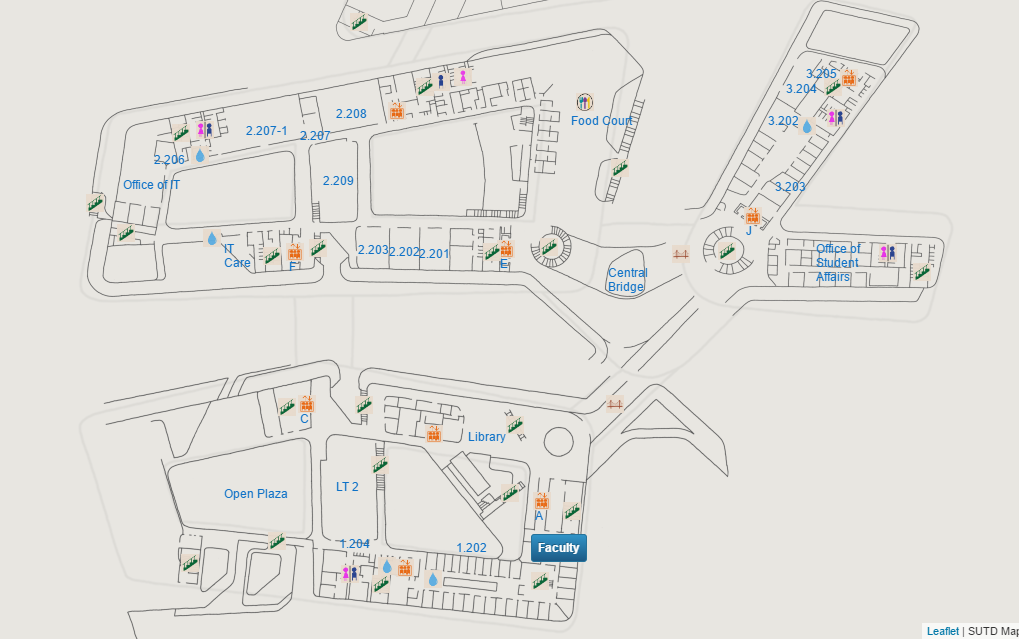 3.205
3.204
2.208
Food Court
3.202
2.207-1
2.207
2.206
2.209
Office of IT
3.203
J
IT
Care
2.203
2.202
2.201
E
F
Office of
Student
Affairs
Central
Bridge
C
Library
LT 2
Open Plaza
A
1.204
1.202
Faculty
Leaflet | SUTD Map